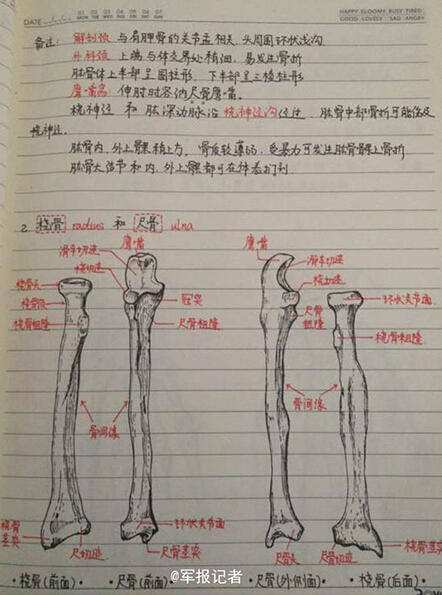 DATE
01 02 03 04 05 06 07
MON TUE WED THU FRI SAT SUN
HAPPY GLOOMY BUSY TIRED
GOOD LOVELY SAD ANGRY
备注: 解剖颈 与有胛骨的关节盂相关, 头周围环状浅沟
外科颈 上端与体交界处稍细. 易发生骨折
肱骨体上半部呈圆柱形. 下半部呈三棱柱形
鹰嘴窝 伸肘时容纳尺骨鹰嘴.
桡神经 和 肱深动脉沿桡神经沟经过, 肱骨中部骨折可能伤及
桡神经.
肱骨内、外上髁稍上方, 骨质较薄弱, 受暴力可发生肱骨髁上骨折
肱骨大结节和内、外上髁都可在体表扪到
2. 桡骨 radius 和 尺骨 ulna
鹰嘴
滑车切迹
桡切迹
桡骨头
桡骨颈
桡骨粗隆
冠突
尺骨粗隆
骨间缘
桡骨茎突
尺切迹
环状关节面
尺骨茎突
鹰嘴
滑车切迹
桡切迹
尺骨粗隆
环状关节面
桡骨粗隆
骨间缘
尺骨头
尺骨切迹
桡骨茎突
·桡骨(前面) ·尺骨(前面) ·尺骨(外侧面) ·桡骨(后面)
@军报记者